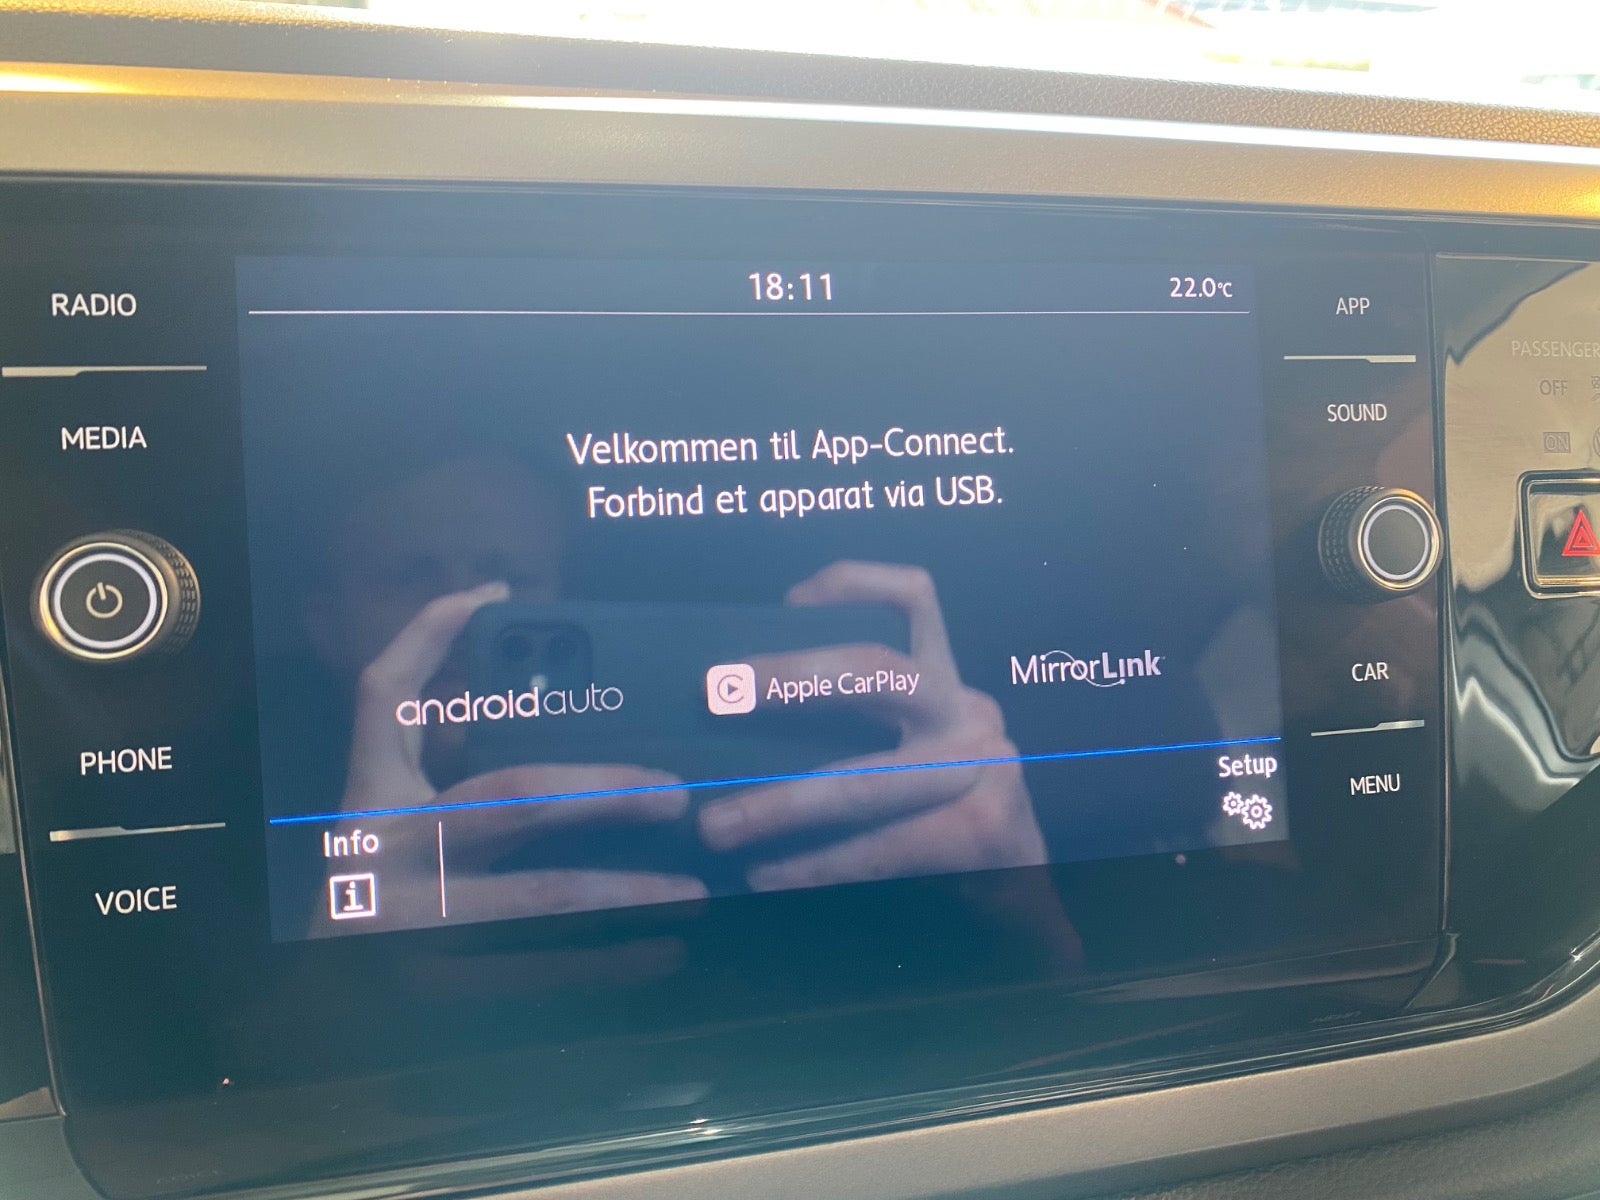 18:11
22.0°C
RADIO
MEDIA
PHONE
VOICE
Velkommen til App-Connect.
Forbind et apparat via USB.
androidauto
Apple CarPlay
MirrorLink
Info
i
Setup
APP
SOUND
CAR
MENU
PASSENGER
OFF
ON